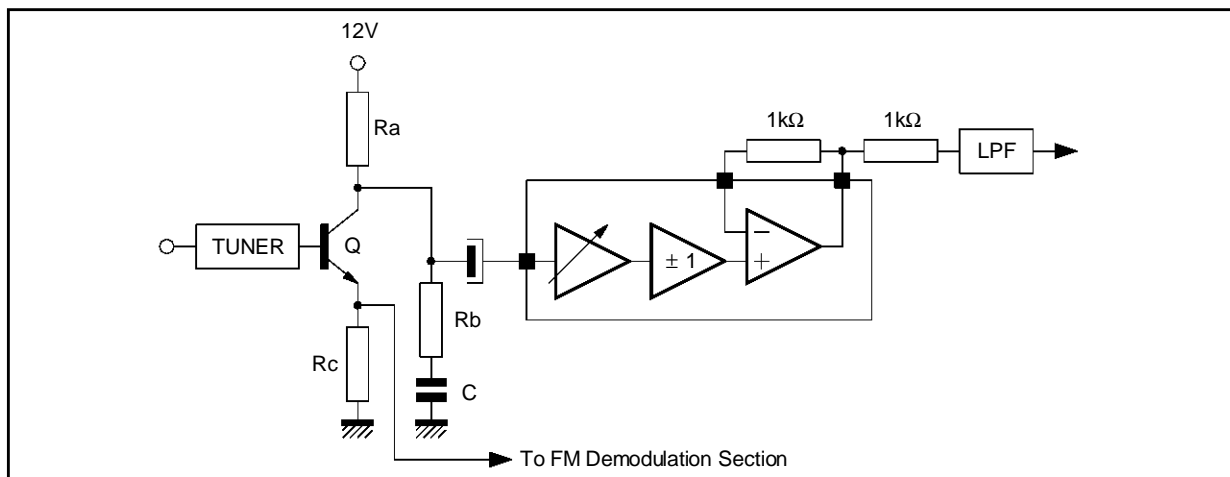 12V
Ra
1kΩ 1kΩ
LPF
TUNER
Q
± 1
−
+
Rb
Rc
C
To FM Demodulation Section